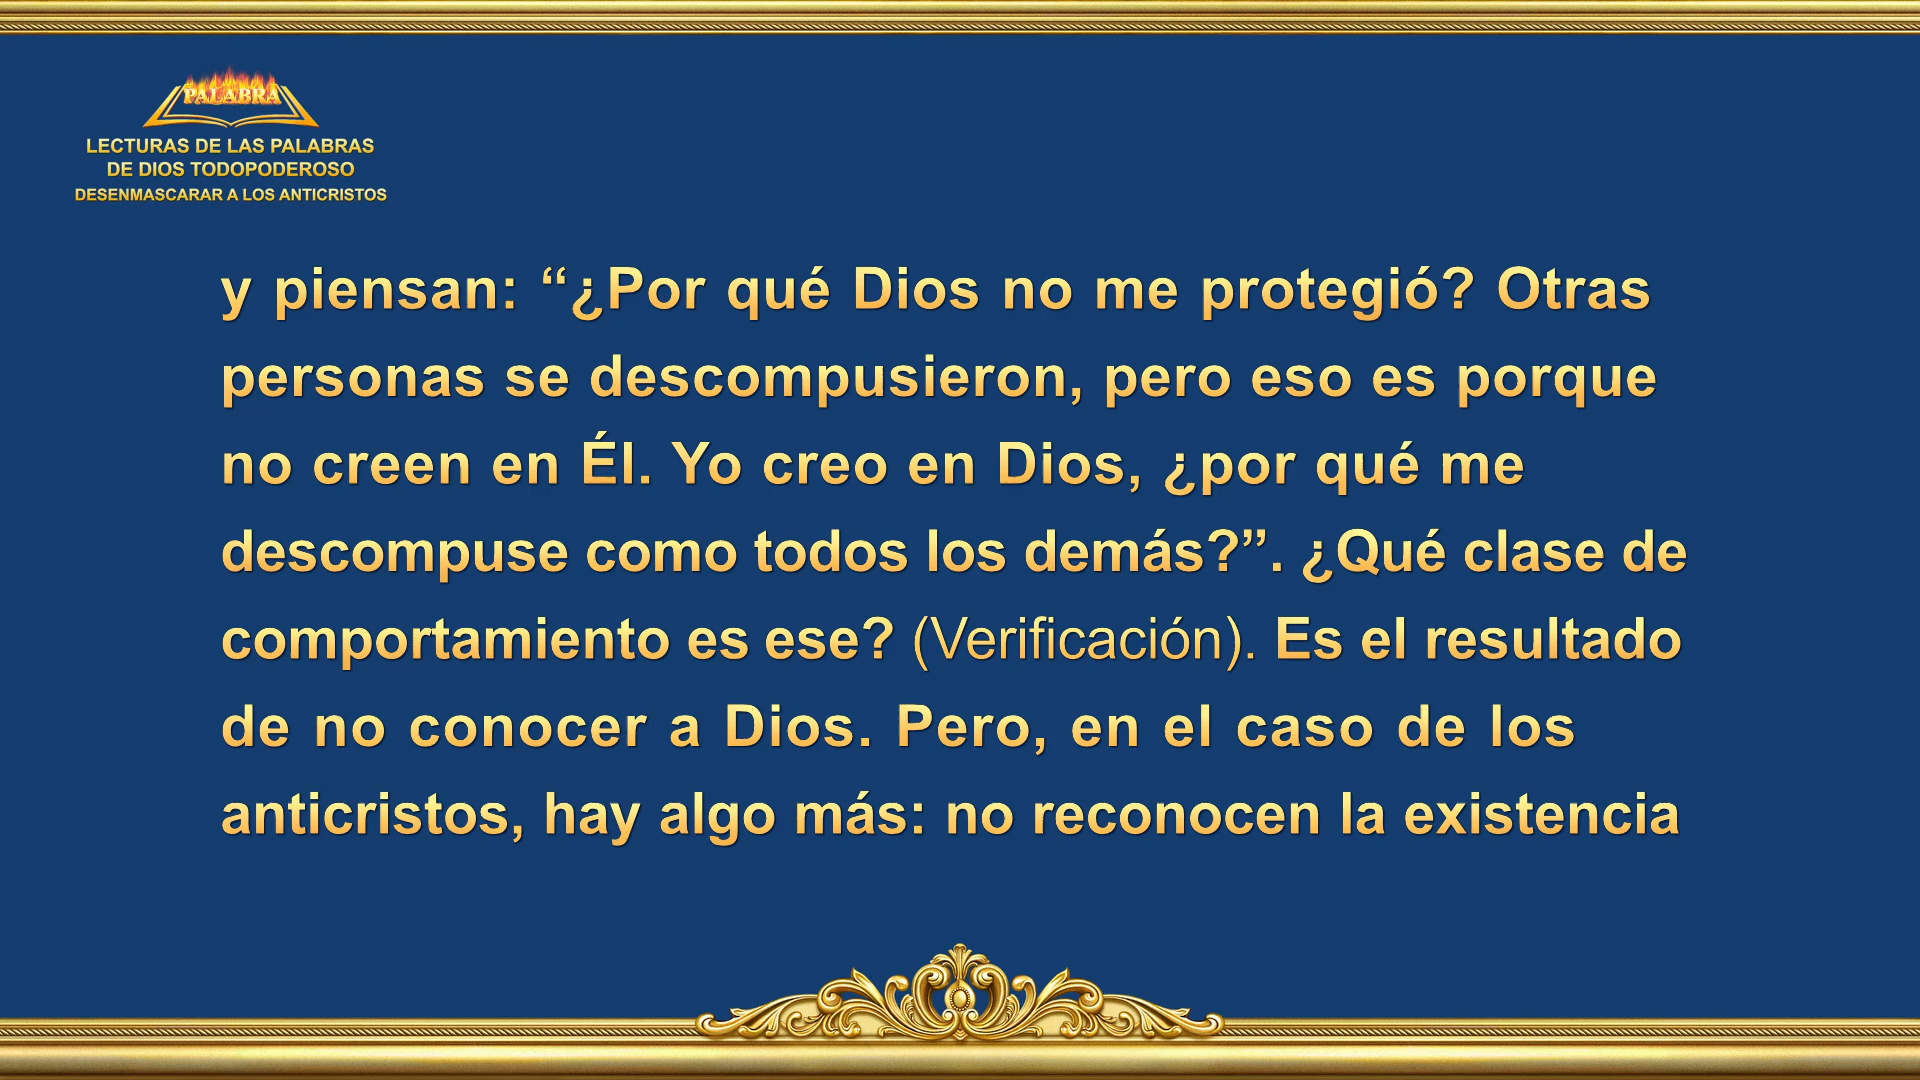 PALABRA
LECTURAS DE LAS PALABRAS
DE DIOS TODOPODEROSO
DESENMASCARAR A LOS ANTICRISTOS
y piensan: “¿Por qué Dios no me protegió? Otras
personas se descompusieron, pero eso es porque
no creen en Él. Yo creo en Dios, ¿por qué me
descompuse como todos los demás?”. ¿Qué clase de
comportamiento es ese? (Verificación). Es el resultado
de no conocer a Dios. Pero, en el caso de los
anticristos, hay algo más: no reconocen la existencia